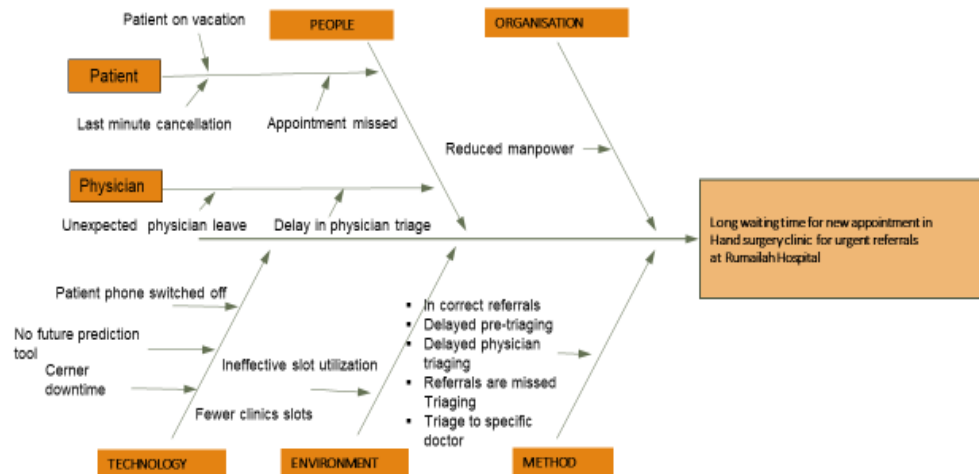 Patient on vacation
PEOPLE
ORGANISATION
Patient
Last minute cancellation
Appointment missed
Reduced manpower
Physician
Unexpected physician leave
Delay in physician triage
Long waiting time for new appointment in
Hand surgery clinic for urgent referrals
at Rumailah Hospital
Patient phone switched off
No future prediction
tool
Cerner
downtime
Ineffective slot utilization
Fewer clinics slots
▪ In correct referrals
▪ Delayed pre-triaging
▪ Delayed physician
triaging
▪ Referrals are missed
Triaging
▪ Triage to specific
doctor
TECHNOLOGY
ENVIRONMENT
METHOD